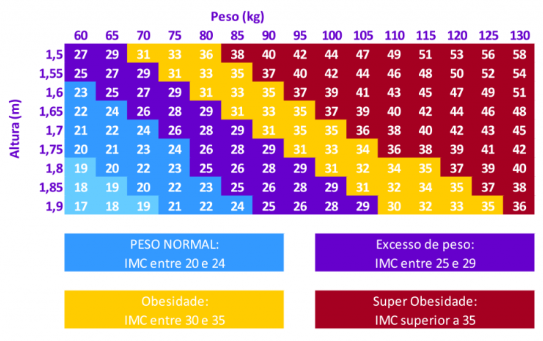 Peso (kg)
60 65 70 75 80 85 90 95 100 105 110 115 120 125 130
Altura (m)
1,5 27 29 31 33 36 38 40 42 44 47 49 51 53 56 58
1,55 25 27 29 31 33 35 37 40 42 44 46 48 50 52 54
1,6 23 25 27 29 31 33 35 37 39 41 43 45 47 49 51
1,65 22 24 26 28 29 31 33 35 37 39 40 42 44 46 48
1,7 21 22 24 26 28 29 31 33 35 36 38 40 42 43 45
1,75 20 21 23 24 26 28 29 31 33 34 36 38 39 41 42
1,8 19 20 22 23 25 26 28 29 31 32 34 35 37 39 40
1,85 18 19 20 22 23 25 26 28 29 31 32 34 35 37 38
1,9 17 18 19 21 22 24 25 26 28 29 30 32 33 35 36
PESO NORMAL:
IMC entre 20 e 24
Excesso de peso:
IMC entre 25 e 29
Obesidade:
IMC entre 30 e 35
Super Obesidade:
IMC superior a 35